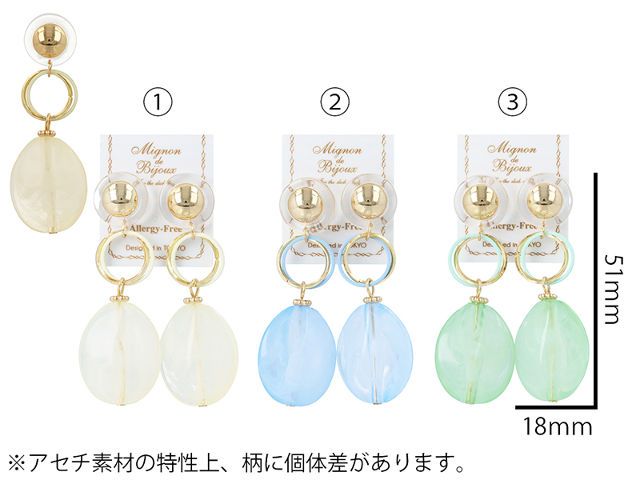 ① ② ③
Mignon
de
Bijoux
Allergy-Free
Designed in TOKYO
Mignon
de
Bijoux
Allergy-Free
Designed in TOKYO
Mignon
de
Bijoux
Allergy-Free
Designed in TOKYO
51mm
18mm
※アセチ素材の特性上、柄に個体差があります。